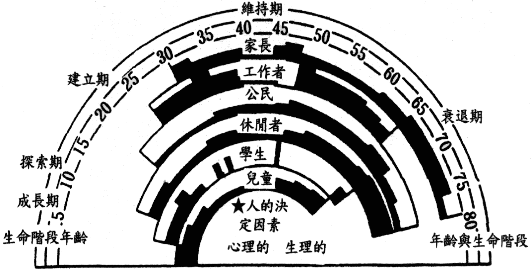 維持期
40 45
35 50
家長
30 55
工作者
建立期
25 60
公民
20 65
衰退期
休閒者
15 70
學生
探索期
10 75
兒童
成長期
5 80
★人的決
定因素
生命階段年齡
心理的 生理的
年齡與生命階段